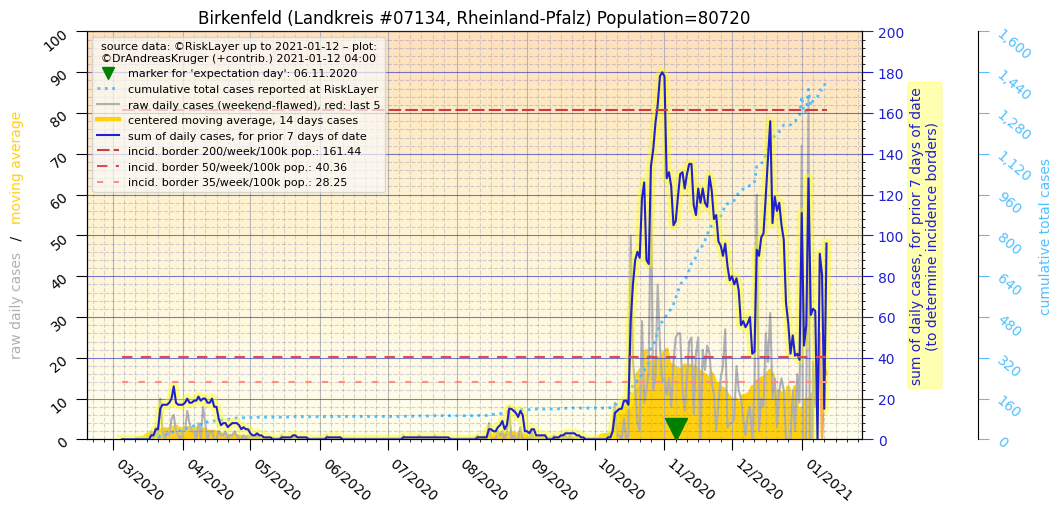 Birkenfeld (Landkreis #07134, Rheinland-Pfalz) Population=80720
source data: ©RiskLayer up to 2021-01-12 – plot:
©DrAndreasKruger (+contrib.) 2021-01-12 04:00
marker for 'expectation day': 06.11.2020
cumulative total cases reported at RiskLayer
raw daily cases (weekend-flawed), red: last 5
centered moving average, 14 days cases
sum of daily cases, for prior 7 days of date
incid. border 200/week/100k pop.: 161.44
incid. border 50/week/100k pop.: 40.36
incid. border 35/week/100k pop.: 28.25
raw daily cases / moving average
100
90
80
70
60
50
40
30
20
10
0
03/2020
04/2020
05/2020
06/2020
07/2020
08/2020
09/2020
10/2020
11/2020
12/2020
01/2021
200
180
160
140
120
100
80
60
40
20
0
sum of daily cases, for prior 7 days of date
(to determine incidence borders)
1,600
1,440
1,280
1,120
960
800
640
480
320
160
0
cumulative total cases